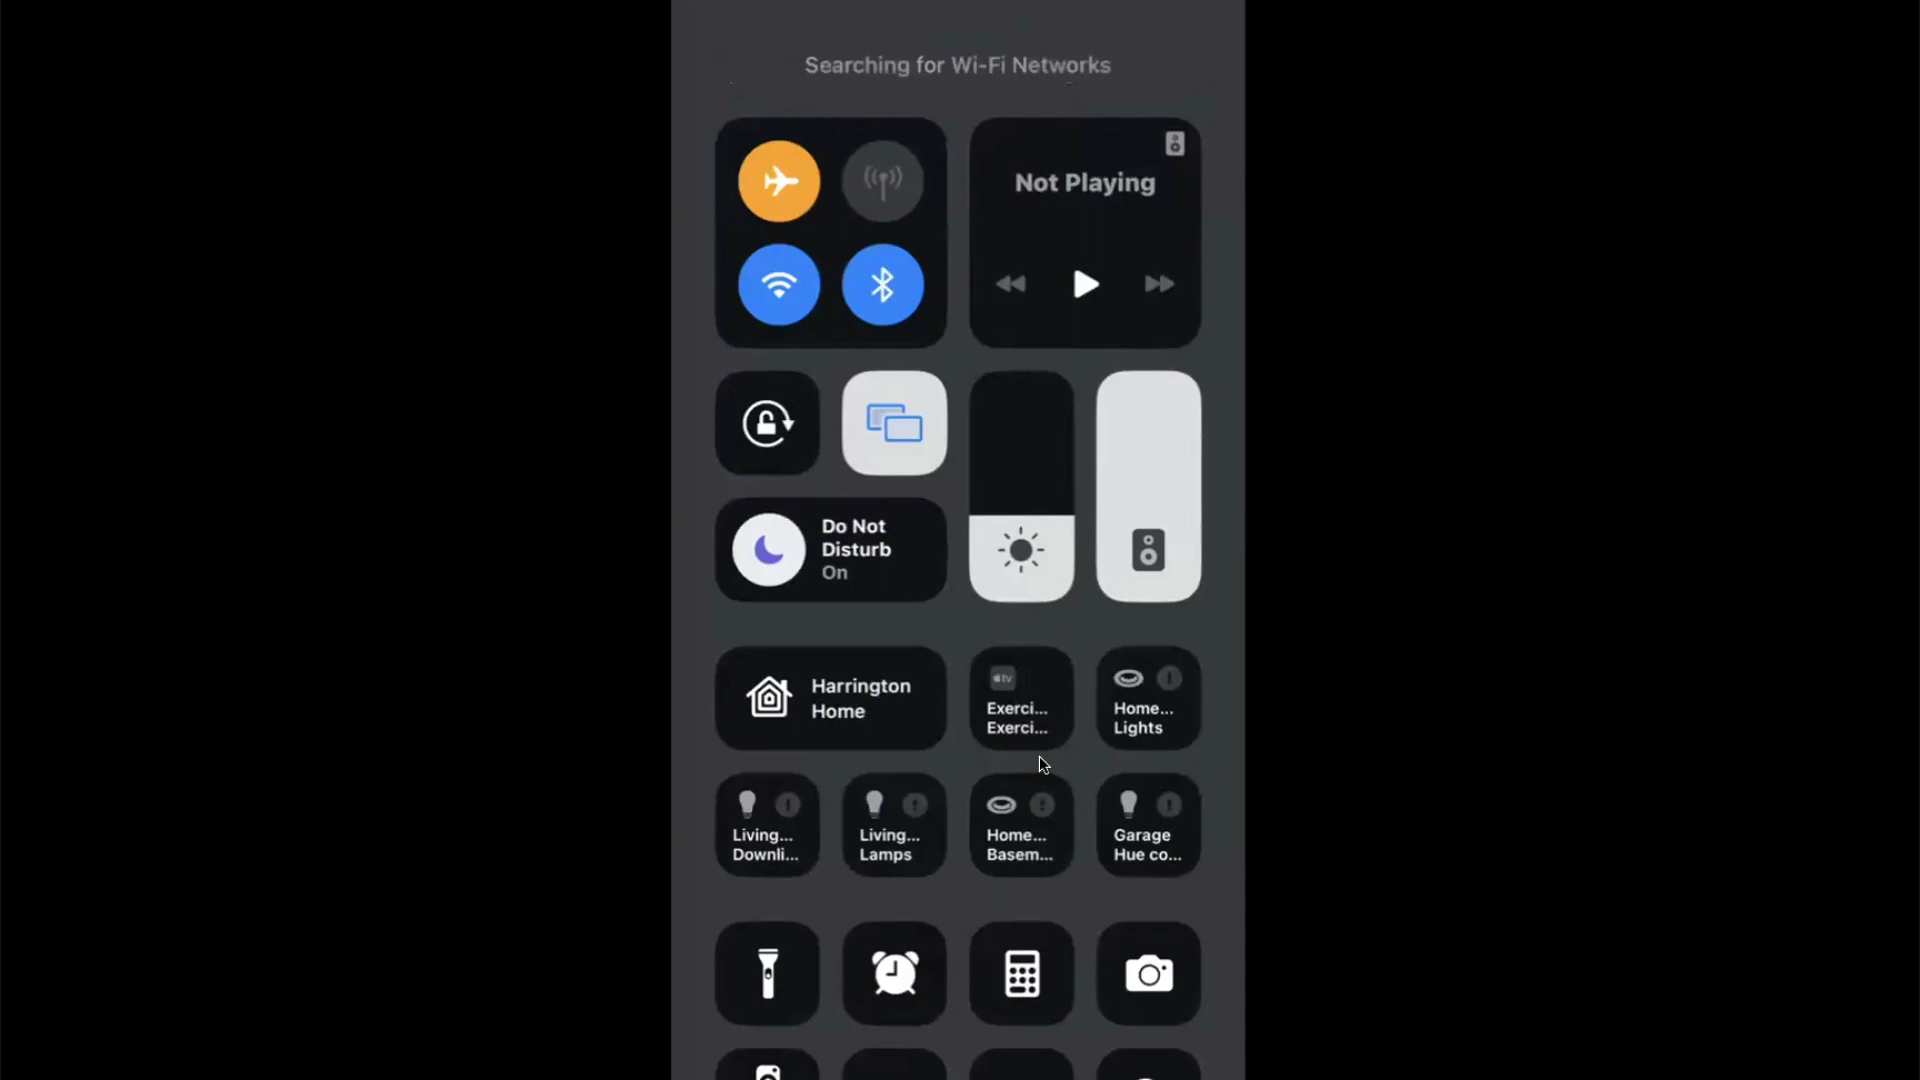 Searching for Wi-Fi Networks
Not Playing
Do Not
Disturb
On
Harrington
Home
tv
Exerci...
Exerci...
Home...
Lights
Living...
Downli...
Living...
Lamps
Home...
Basem...
Garage
Hue co...